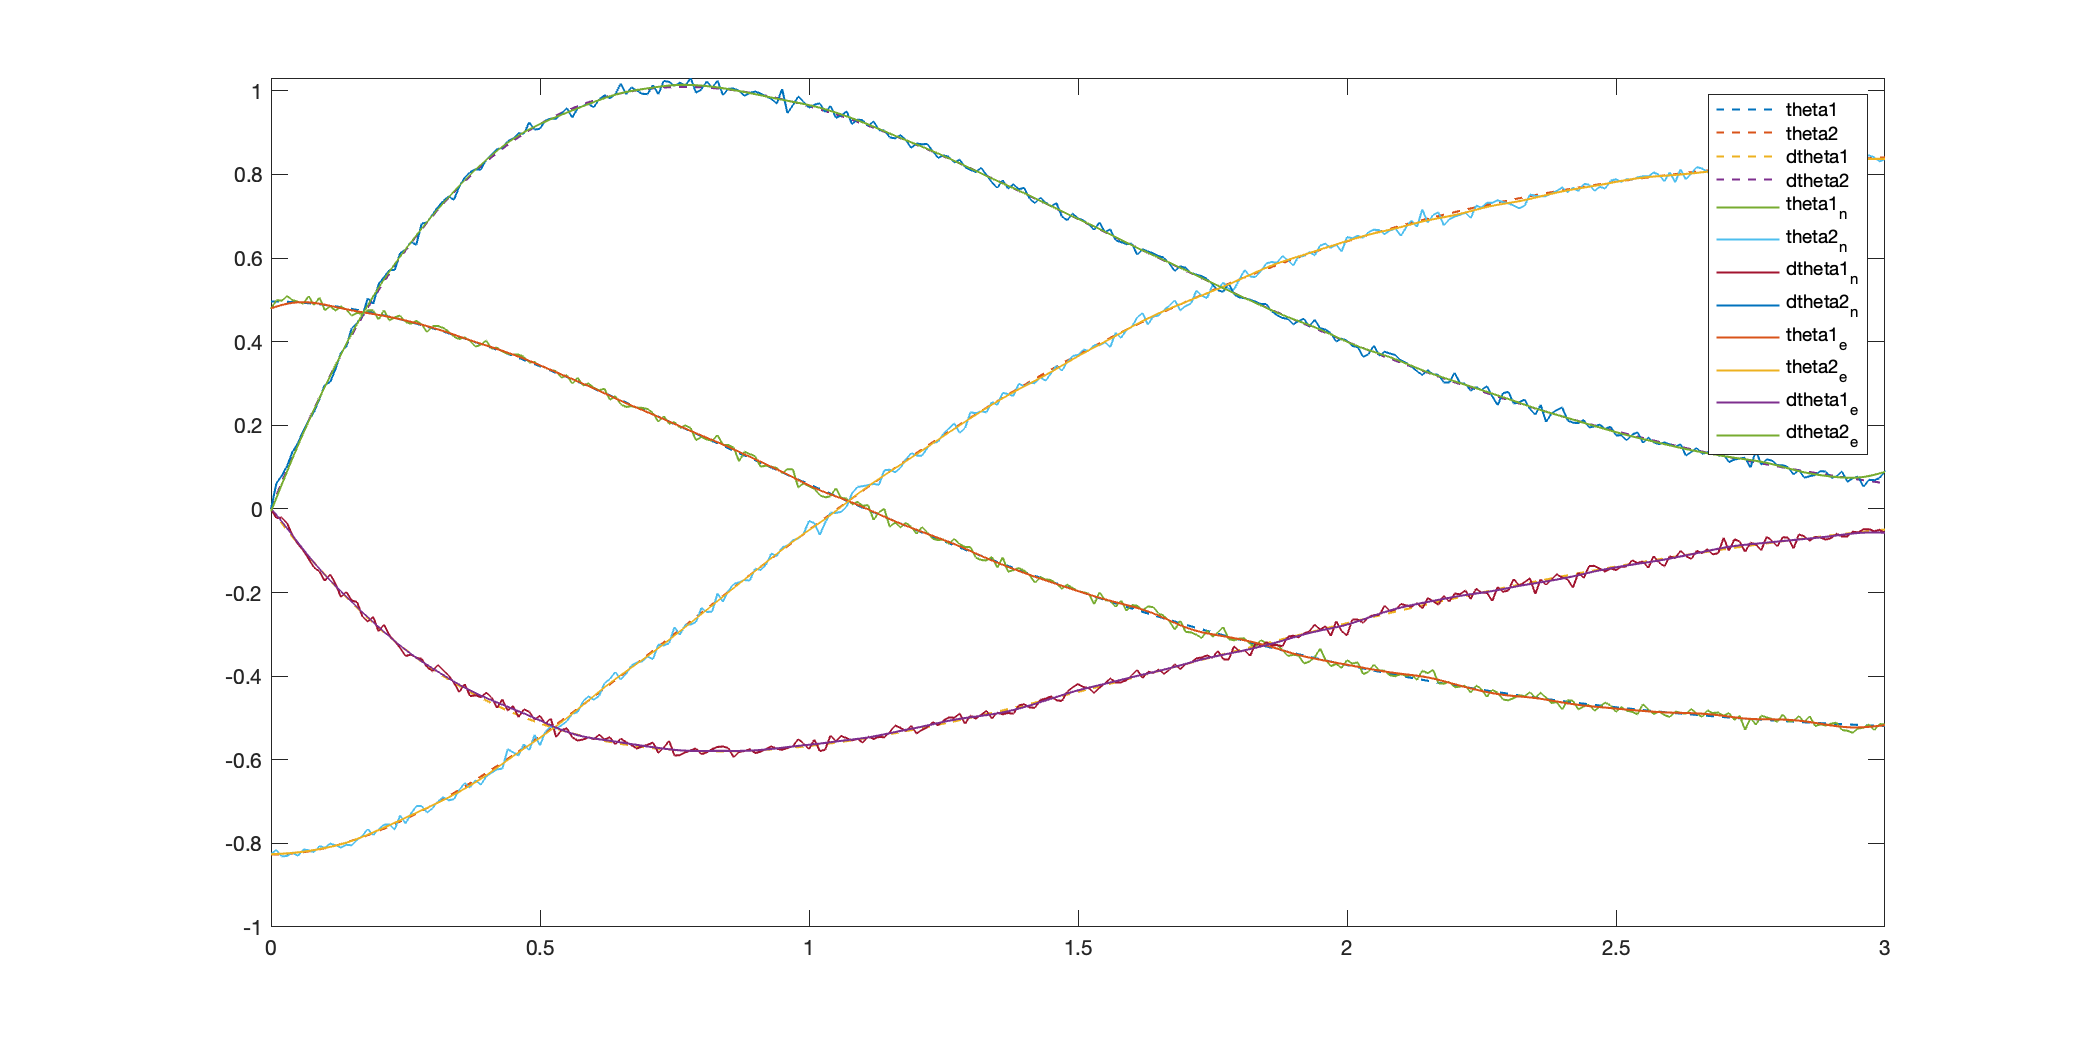 1
0.8
0.6
0.4
0.2
0
-0.2
-0.4
-0.6
-0.8
-1
0 0.5 1 1.5 2 2.5 3
theta1
theta2
dtheta1
dtheta2
theta1n
theta2n
dtheta1n
dtheta2n
theta1e
theta2e
dtheta1e
dtheta2e